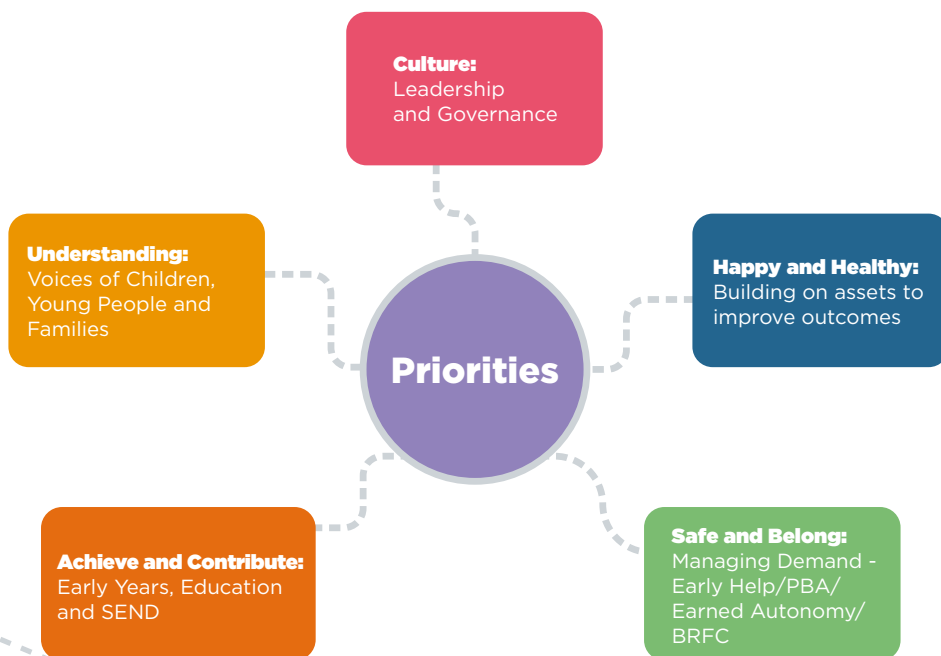 Culture:
Leadership
and Governance
Understanding:
Voices of Children,
Young People and
Families
Happy and Healthy:
Building on assets to
improve outcomes
Priorities
Achieve and Contribute:
Early Years, Education
and SEND
Safe and Belong:
Managing Demand -
Early Help/PBA/
Earned Autonomy/
BRFC